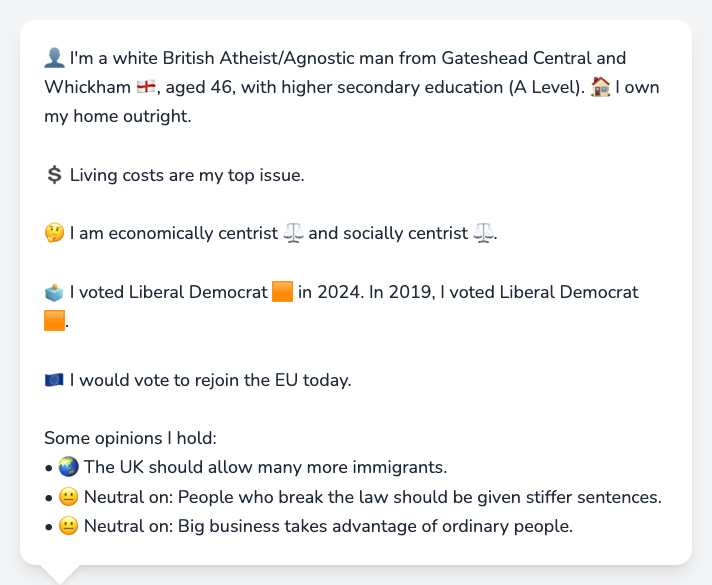 👤 I'm a white British Atheist/Agnostic man from Gateshead Central and
Whickham 🏴󠁧󠁢󠁥󠁮󠁧󠁿, aged 46, with higher secondary education (A Level). 🏠 I own
my home outright.
💲 Living costs are my top issue.
🤔 I am economically centrist ⚖️ and socially centrist ⚖️.
🗳️ I voted Liberal Democrat 🟧 in 2024. In 2019, I voted Liberal Democrat
🟧.
🇪🇺 I would vote to rejoin the EU today.
Some opinions I hold:
• 🌏 The UK should allow many more immigrants.
• 😐 Neutral on: People who break the law should be given stiffer sentences.
• 😐 Neutral on: Big business takes advantage of ordinary people.